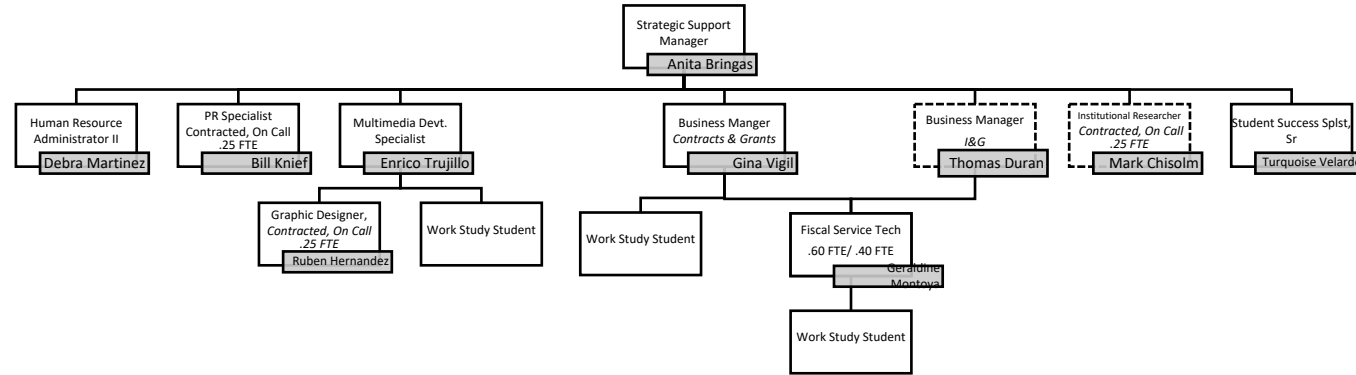 Strategic Support
Manager
Anita Bringas
Human Resource
Administrator II
Debra Martinez
PR Specialist
Contracted, On Call
.25 FTE
Bill Knief
Multimedia Devt.
Specialist
Enrico Trujillo
Business Manger
Contracts & Grants
Gina Vigil
Business Manager
I&G
Thomas Duran
Institutional Researcher
Contracted, On Call
.25 FTE
Mark Chisolm
Student Success Splst,
Sr
Turquoise Velarde
Graphic Designer,
Contracted, On Call
.25 FTE
Ruben Hernandez
Work Study Student
Work Study Student
Fiscal Service Tech
.60 FTE/ .40 FTE
Geraldine
Montoya
Work Study Student